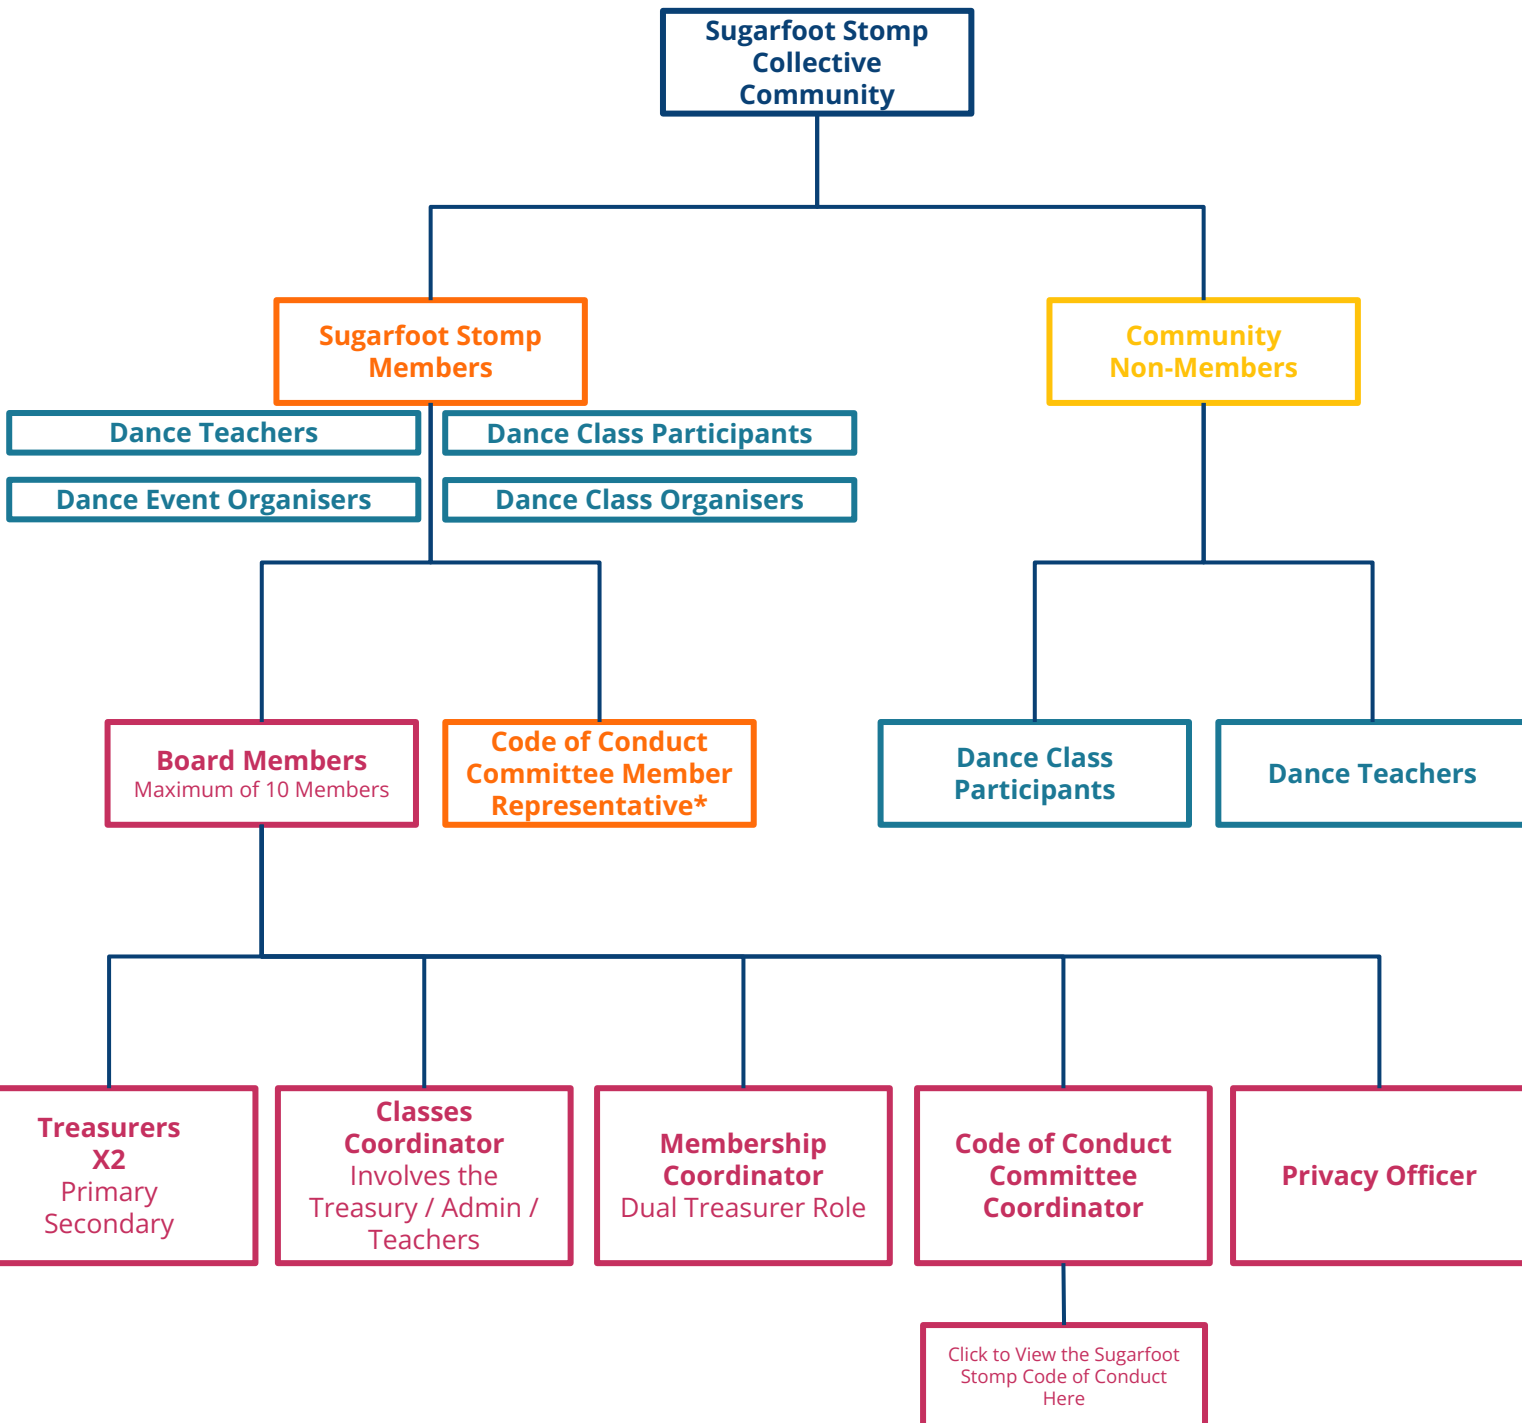 Sugarfoot Stomp
Collective
Community
Sugarfoot Stomp
Members
Community
Non-Members
Dance Teachers
Dance Class Participants
Dance Event Organisers
Dance Class Organisers
Board Members
Maximum of 10 Members
Code of Conduct
Committee Member
Representative*
Dance Class
Participants
Dance Teachers
Treasurers
X2
Primary
Secondary
Classes
Coordinator
Involves the
Treasury / Admin /
Teachers
Membership
Coordinator
Dual Treasurer Role
Code of Conduct
Committee
Coordinator
Privacy Officer
Click to View the Sugarfoot
Stomp Code of Conduct
Here